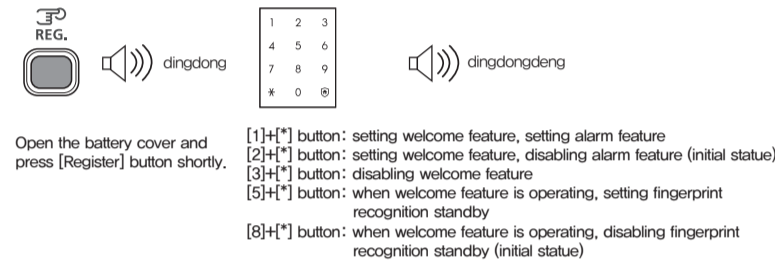 REG.
dingdong
1 2 3
4 5 6
7 8 9
* 0
dingdongdeng
Open the battery cover and
press [Register] button shortly.
[1]+[*] button: setting welcome feature, setting alarm feature
[2]+[*] button: setting welcome feature, disabling alarm feature (initial statue)
[3]+[*] button: disabling welcome feature
[5]+[*] button: when welcome feature is operating, setting fingerprint
recognition standby
[8]+[*] button: when welcome feature is operating, disabling fingerprint
recognition standby (initial statue)